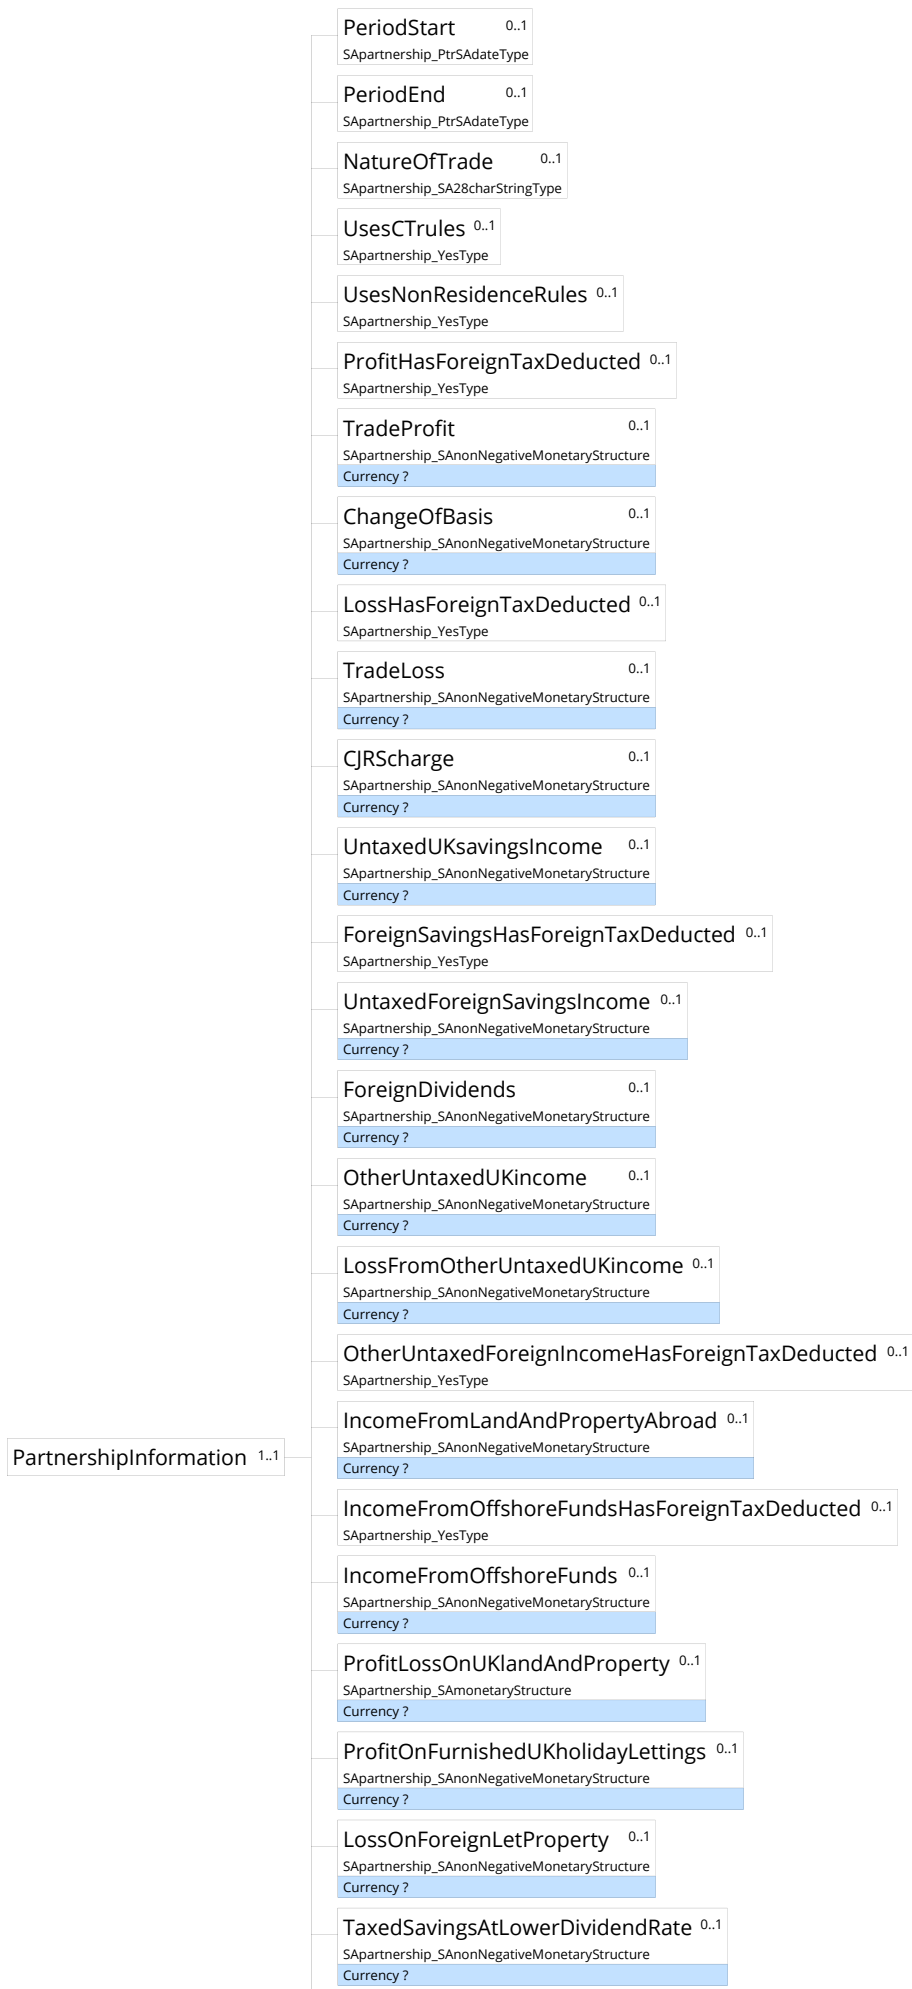 PeriodStart 0..1
SApartnership_PtrSAdateType
PeriodEnd 0..1
SApartnership_PtrSAdateType
NatureOfTrade 0..1
SApartnership_SA28charStringType
UsesCTrules 0..1
SApartnership_YesType
UsesNonResidenceRules 0..1
SApartnership_YesType
ProfitHasForeignTaxDeducted 0..1
SApartnership_YesType
TradeProfit 0..1
SApartnership_SAnonNegativeMonetaryStructure
Currency ?
ChangeOfBasis 0..1
SApartnership_SAnonNegativeMonetaryStructure
Currency ?
LossHasForeignTaxDeducted 0..1
SApartnership_YesType
TradeLoss 0..1
SApartnership_SAnonNegativeMonetaryStructure
Currency ?
CJRScharge 0..1
SApartnership_SAnonNegativeMonetaryStructure
Currency ?
UntaxedUKsavingsIncome 0..1
SApartnership_SAnonNegativeMonetaryStructure
Currency ?
ForeignSavingsHasForeignTaxDeducted 0..1
SApartnership_YesType
UntaxedForeignSavingsIncome 0..1
SApartnership_SAnonNegativeMonetaryStructure
Currency ?
ForeignDividends 0..1
SApartnership_SAnonNegativeMonetaryStructure
Currency ?
OtherUntaxedUKincome 0..1
SApartnership_SAnonNegativeMonetaryStructure
Currency ?
LossFromOtherUntaxedUKincome 0..1
SApartnership_SAnonNegativeMonetaryStructure
Currency ?
OtherUntaxedForeignIncomeHasForeignTaxDeducted 0..1
SApartnership_YesType
IncomeFromLandAndPropertyAbroad 0..1
SApartnership_SAnonNegativeMonetaryStructure
Currency ?
PartnershipInformation 1..1
IncomeFromOffshoreFundsHasForeignTaxDeducted 0..1
SApartnership_YesType
IncomeFromOffshoreFunds 0..1
SApartnership_SAnonNegativeMonetaryStructure
Currency ?
ProfitLossOnUKlandAndProperty 0..1
SApartnership_SAmonetaryStructure
Currency ?
ProfitOnFurnishedUKholidayLettings 0..1
SApartnership_SAnonNegativeMonetaryStructure
Currency ?
LossOnForeignLetProperty 0..1
SApartnership_SAnonNegativeMonetaryStructure
Currency ?
TaxedSavingsAtLowerDividendRate 0..1
SApartnership_SAnonNegativeMonetaryStructure
Currency ?